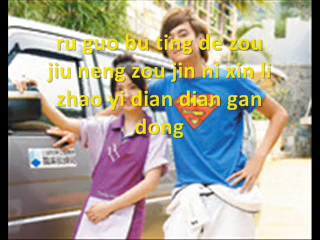 ru guo bu ting de zou
jiu neng zou jin ni xin li
zhao yi dian dian gan
dong